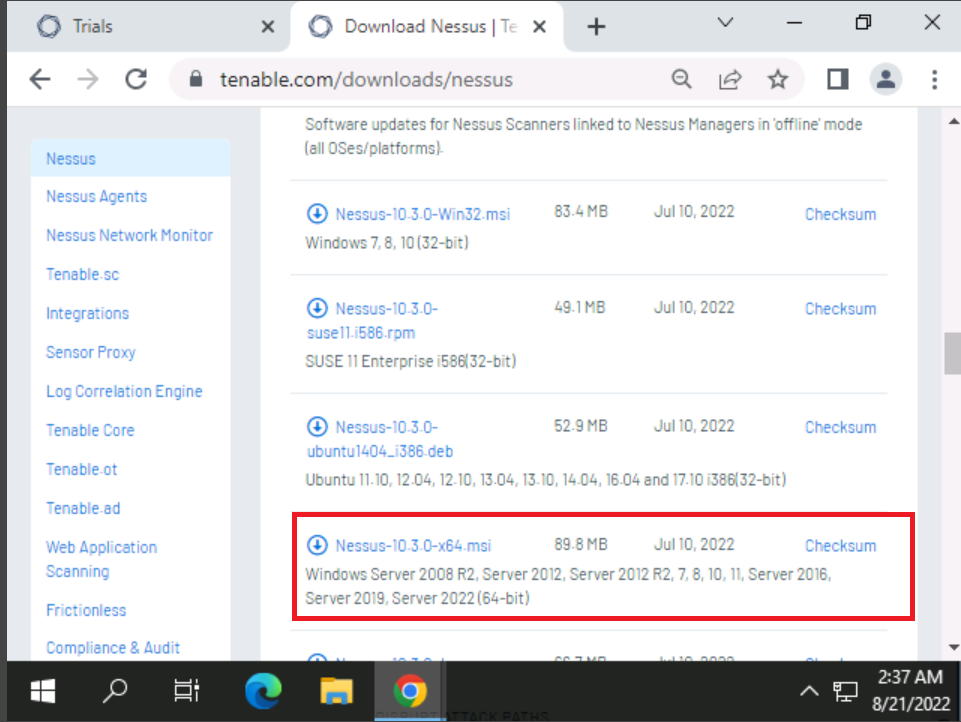 Trials
Download Nessus | Te
tenable.com/downloads/nessus
Nessus
Nessus Agents
Nessus Network Monitor
Tenable.sc
Integrations
Sensor Proxy
Log Correlation Engine
Tenable Core
Tenable.ot
Tenable.ad
Web Application
Scanning
Frictionless
Compliance & Audit
Software updates for Nessus Scanners linked to Nessus Managers in 'offline' mode
(all OSes/platforms).
Nessus-10.3.0-Win32.msi 83.4 MB Jul 10, 2022 Checksum
Windows 7, 8, 10 (32-bit)
Nessus-10.3.0- 49.1 MB Jul 10, 2022 Checksum
suse11.i586.rpm
SUSE 11 Enterprise i586(32-bit)
Nessus-10.3.0- 52.9 MB Jul 10, 2022 Checksum
ubuntu1404_i386.deb
Ubuntu 11.10, 12.04, 12.10, 13.04, 13.10, 14.04, 16.04 and 17.10 i386(32-bit)
Nessus-10.3.0-x64.msi 89.8 MB Jul 10, 2022 Checksum
Windows Server 2008 R2, Server 2012, Server 2012 R2, 7, 8, 10, 11, Server 2016,
Server 2019, Server 2022 (64-bit)
2:37 AM
8/21/2022
ATTACK PATHS